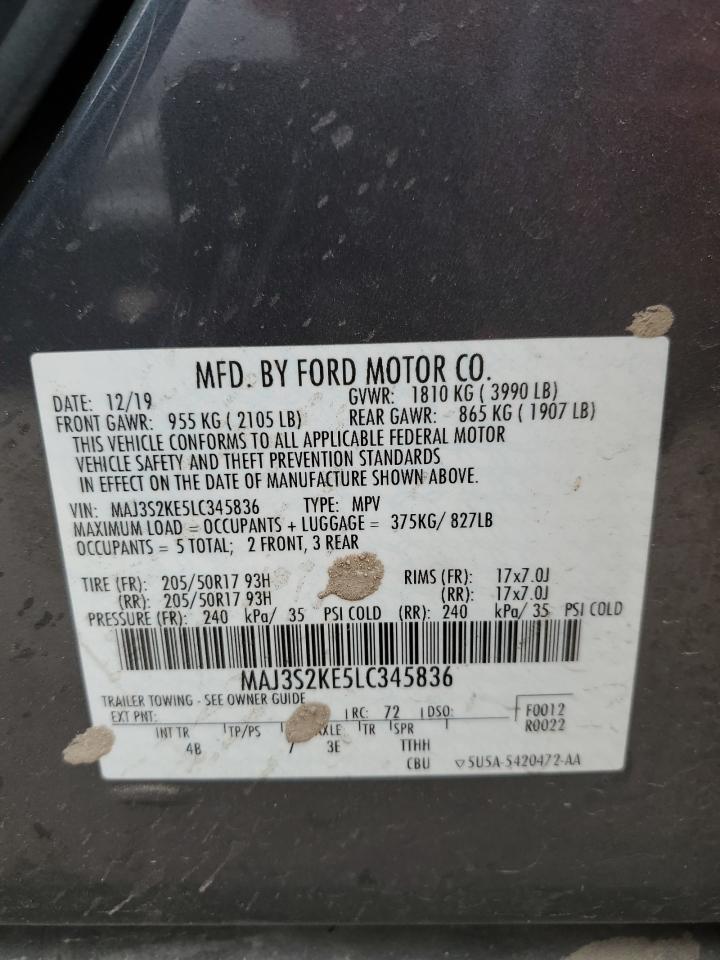 MFD. BY FORD MOTOR CO.
DATE: 12/19 GVWR: 1810 KG ( 3990 LB)
FRONT GAWR: 955 KG ( 2105 LB) REAR GAWR: 865 KG ( 1907 LB)
THIS VEHICLE CONFORMS TO ALL APPLICABLE FEDERAL MOTOR
VEHICLE SAFETY AND THEFT PREVENTION STANDARDS
IN EFFECT ON THE DATE OF MANUFACTURE SHOWN ABOVE.
VIN: MAJ3S2KE5LC345836 TYPE: MPV
MAXIMUM LOAD = OCCUPANTS + LUGGAGE = 375KG/ 827LB
OCCUPANTS = 5 TOTAL; 2 FRONT, 3 REAR
TIRE (FR): 205/50R17 93H RIMS (FR): 17x7.0J
(RR): 205/50R17 93H (RR): 17x7.0J
PRESSURE (FR): 240 kPa/ 35 PSI COLD (RR): 240 kPa/ 35 PSI COLD
MAJ3S2KE5LC345836
TRAILER TOWING - SEE OWNER GUIDE
EXT PNT: RC: 72 DSO: F0012
R0022
INT TR TP/PS TR SPR
4B / 3E TTHH
CBU 5U5A-5420472-AA